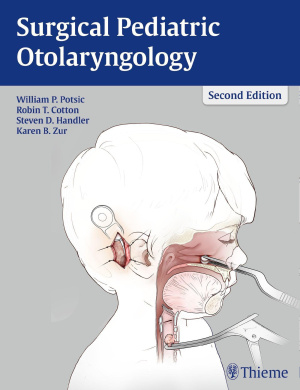 Surgical Pediatric
Otolaryngology
William P. Potsic
Robin T. Cotton
Steven D. Handler
Karen B. Zur
Second Edition
Thieme